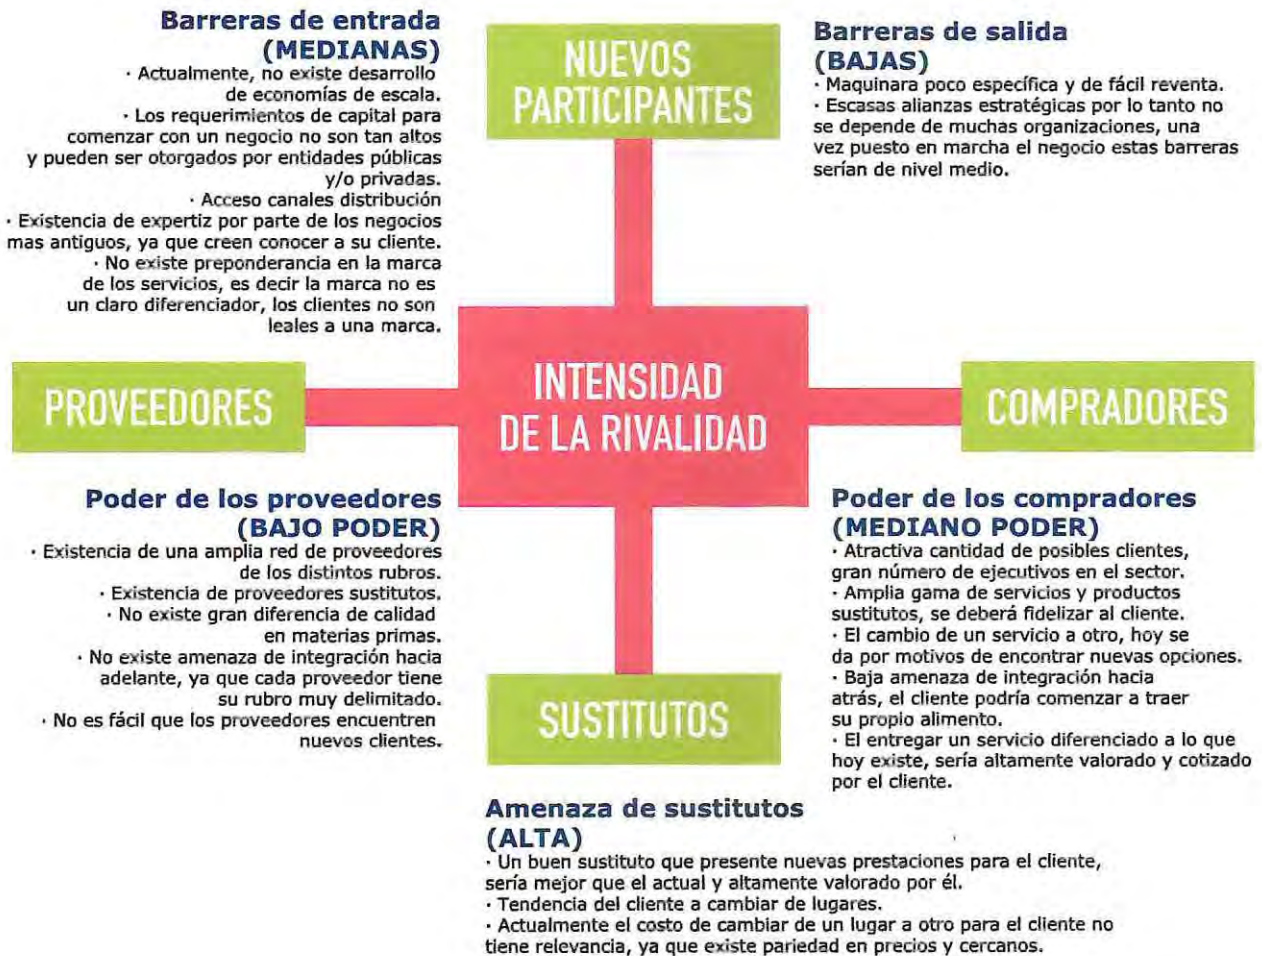 Barreras de entrada
(MEDIANAS)
· Actualmente, no existe desarrollo
de economías de escala.
· Los requerimientos de capital para
comenzar con un negocio no son tan altos
y pueden ser otorgados por entidades públicas
y/o privadas.
· Acceso canales distribución
· Existencia de expertiz por parte de los negocios
mas antiguos, ya que creen conocer a su cliente.
· No existe preponderancia en la marca
de los servicios, es decir la marca no es
un claro diferenciador, los clientes no son
leales a una marca.
NUEVOS
PARTICIPANTES
Barreras de salida
(BAJAS)
· Maquinara poco específica y de fácil reventa.
· Escasas alianzas estratégicas por lo tanto no
se depende de muchas organizaciones, una
vez puesto en marcha el negocio estas barreras
serían de nivel medio.
PROVEEDORES
INTENSIDAD
DE LA RIVALIDAD
COMPRADORES
Poder de los proveedores
(BAJO PODER)
· Existencia de una amplia red de proveedores
de los distintos rubros.
· Existencia de proveedores sustitutos.
· No existe gran diferencia de calidad
en materias primas.
· No existe amenaza de integración hacia
adelante, ya que cada proveedor tiene
su rubro muy delimitado.
· No es fácil que los proveedores encuentren
nuevos clientes.
Poder de los compradores
(MEDIANO PODER)
· Atractiva cantidad de posibles clientes,
gran número de ejecutivos en el sector.
· Amplia gama de servicios y productos
sustitutos, se deberá fidelizar al cliente.
· El cambio de un servicio a otro, hoy se
da por motivos de encontrar nuevas opciones.
· Baja amenaza de integración hacia
atrás, el cliente podría comenzar a traer
su propio alimento.
· El entregar un servicio diferenciado a lo que
hoy existe, sería altamente valorado y cotizado
por el cliente.
SUSTITUTOS
Amenaza de sustitutos
(ALTA)
· Un buen sustituto que presente nuevas prestaciones para el cliente,
sería mejor que el actual y altamente valorado por él.
· Tendencia del cliente a cambiar de lugares.
· Actualmente el costo de cambiar de un lugar a otro para el cliente no
tiene relevancia, ya que existe pariedad en precios y cercanos.